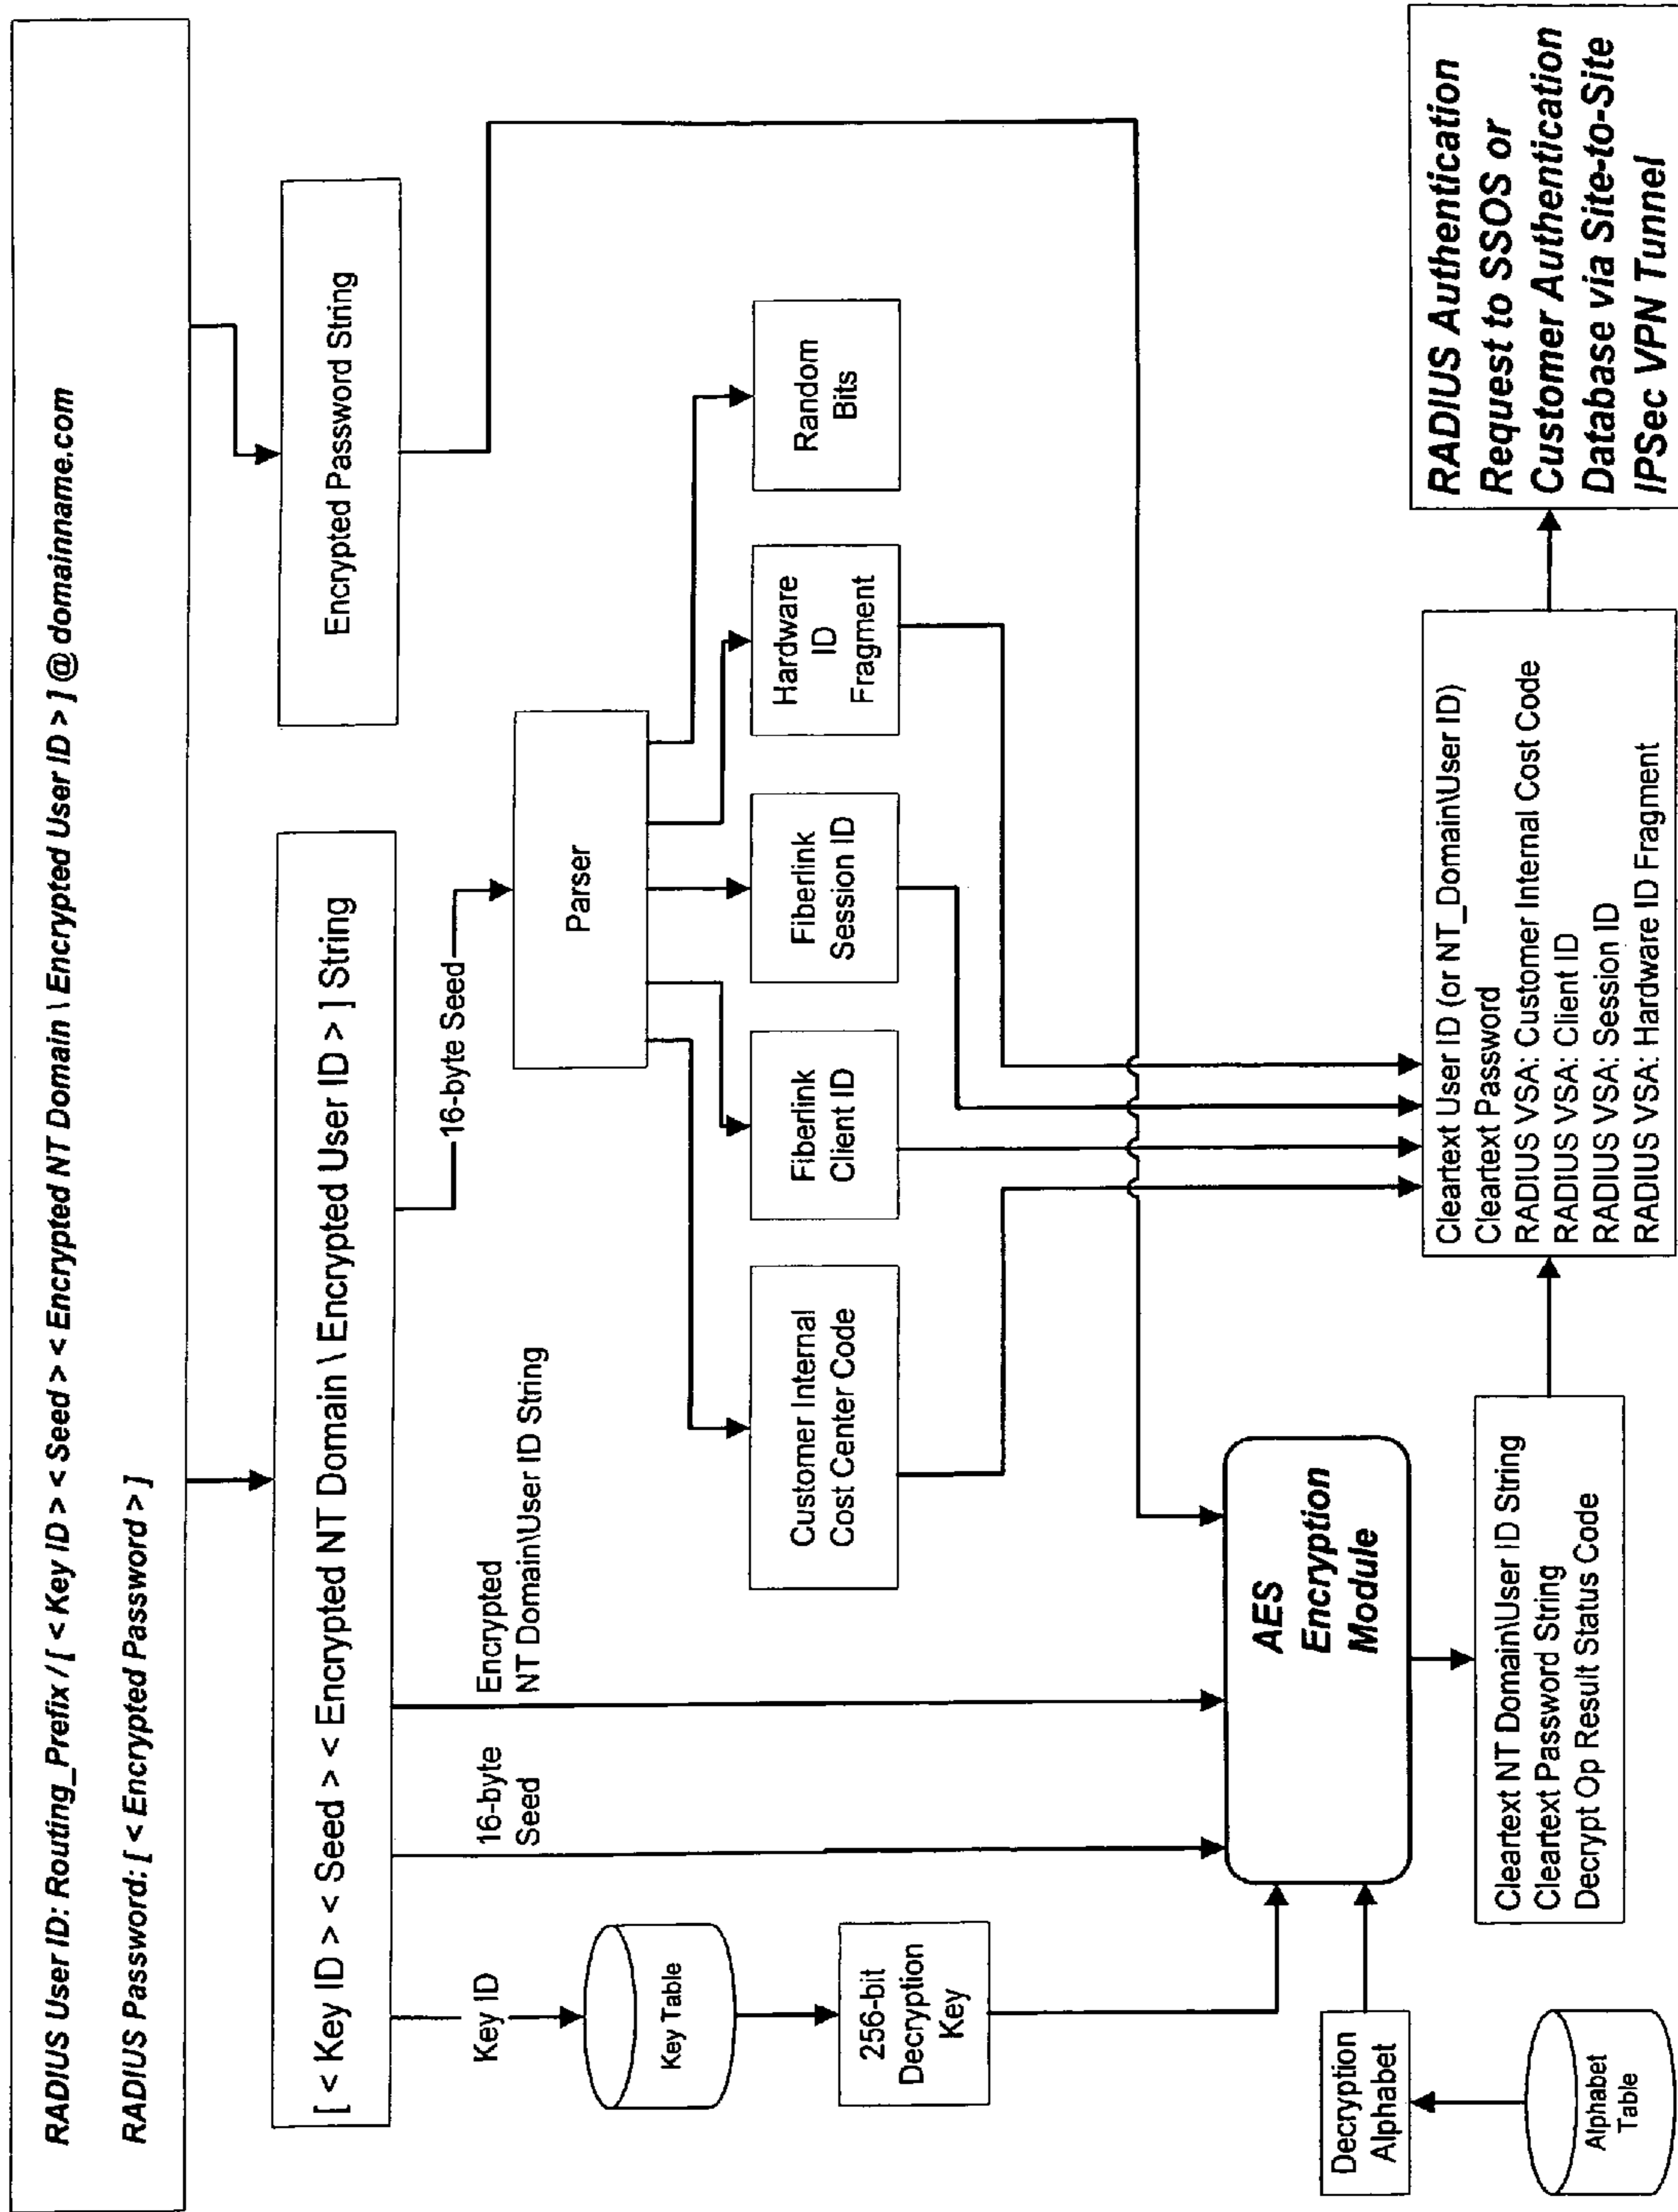 RADIUS User ID: Routing_Prefix / [ < Key ID > < Seed > < Encrypted NT Domain \ Encrypted User ID > ] @ domainname.com
RADIUS Password: [ < Encrypted Password > ]
[ < Key ID > < Seed > < Encrypted NT Domain \ Encrypted User ID > ] String
Encrypted Password String
Key ID
16-byte
Seed
Encrypted
NT Domain\User ID String
16-byte Seed
Parser
Key Table
256-bit
Decryption
Key
Customer Internal
Cost Center Code
Fiberlink
Client ID
Fiberlink
Session ID
Hardware
ID
Fragment
Random
Bits
Decryption
Alphabet
Alphabet
Table
AES
Encryption
Module
Cleartext NT Domain\User ID String
Cleartext Password String
Decrypt Op Result Status Code
Cleartext User ID (or NT_Domain\User ID)
Cleartext Password
RADIUS VSA: Customer Internal Cost Code
RADIUS VSA: Client ID
RADIUS VSA: Session ID
RADIUS VSA: Hardware ID Fragment
RADIUS Authentication
Request to SSOS or
Customer Authentication
Database via Site-to-Site
IPSec VPN Tunnel